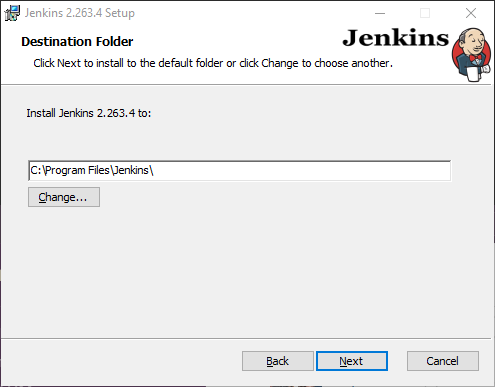 Jenkins 2.263.4 Setup
Destination Folder
Jenkins
Click Next to install to the default folder or click Change to choose another.
Install Jenkins 2.263.4 to:
C:\Program Files\Jenkins\
Change...
Back
Next
Cancel